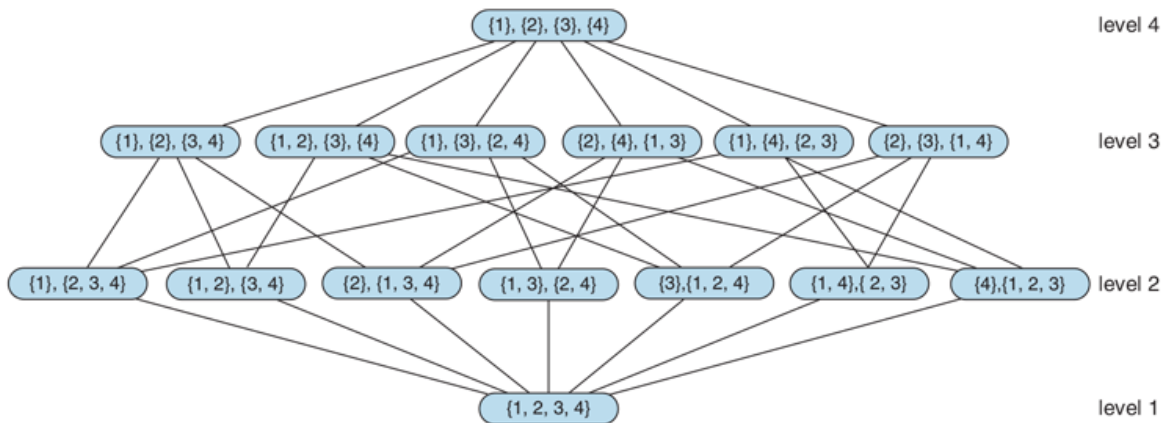 {1}, {2}, {3}, {4} level 4
{1}, {2}, {3, 4} {1, 2}, {3}, {4} {1}, {3}, {2, 4} {2}, {4}, {1, 3} {1}, {4}, {2, 3} {2}, {3}, {1, 4} level 3
{1}, {2, 3, 4} {1, 2}, {3, 4} {2}, {1, 3, 4} {1, 3}, {2, 4} {3},{1, 2, 4} {1, 4},{ 2, 3} {4},{1, 2, 3} level 2
{1, 2, 3, 4} level 1